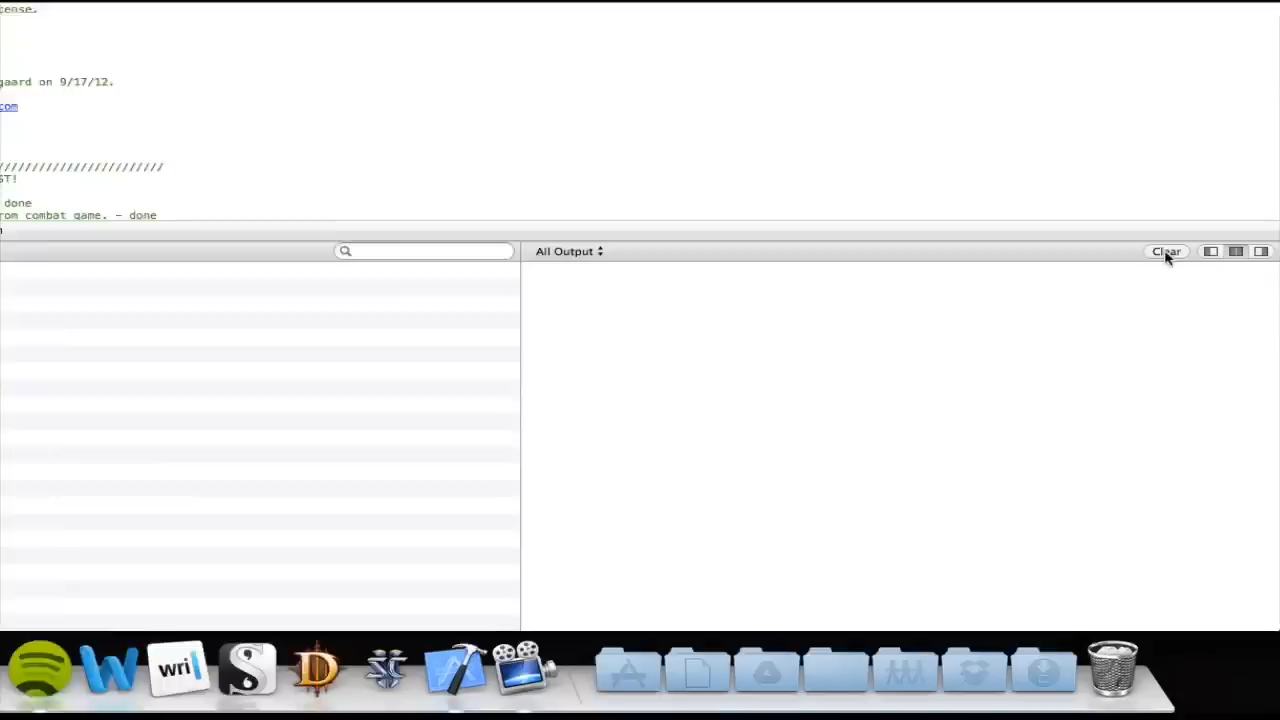 cense.
gaard on 9/17/12.
com
////////////////////////
ST!
done
rom combat game. - done
All Output
Clear
W
wri
S
D